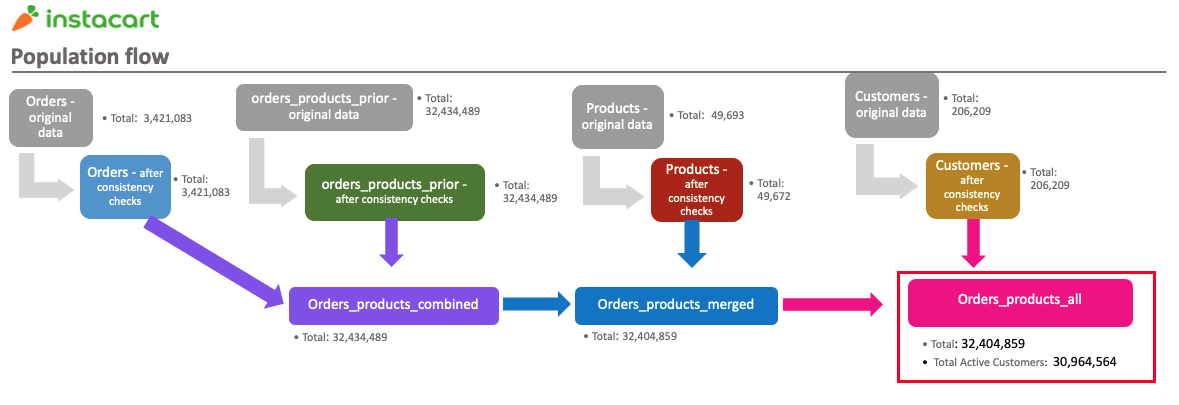 instacart
Population flow
Orders -
original
data
• Total: 3,421,083
orders_products_prior -
original data
• Total:
32,434,489
Products -
original data
• Total: 49,693
Customers -
original data
• Total:
206,209
Orders - after
consistency
checks
• Total:
3,421,083
orders_products_prior -
after consistency checks
• Total:
32,434,489
Products -
after
consistency
checks
• Total:
49,672
Customers -
after
consistency
checks
• Total:
206,209
Orders_products_combined
• Total: 32,434,489
Orders_products_merged
• Total: 32,404,859
Orders_products_all
• Total: 32,404,859
• Total Active Customers: 30,964,564